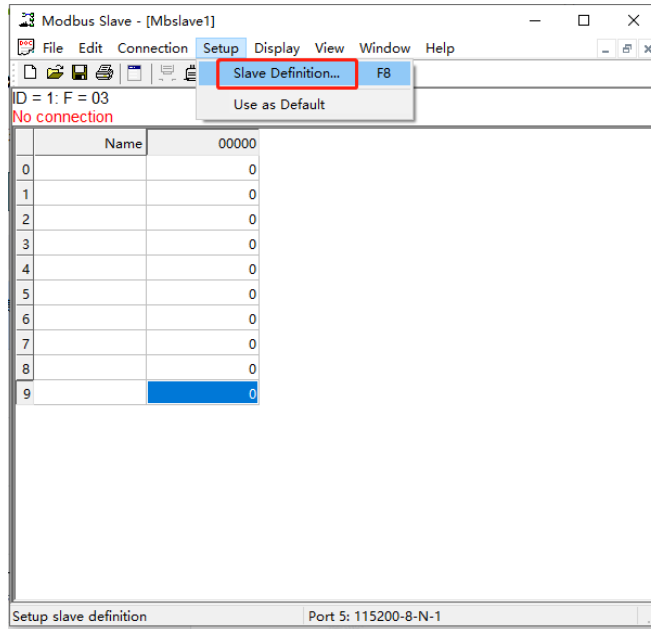 Modbus Slave - [Mbslave1]
File Edit Connection Setup Display View Window Help
Slave Definition... F8
ID = 1: F = 03
Use as Default
No connection
Name 00000
0 0
1 0
2 0
3 0
4 0
5 0
6 0
7 0
8 0
9 0
Setup slave definition Port 5: 115200-8-N-1